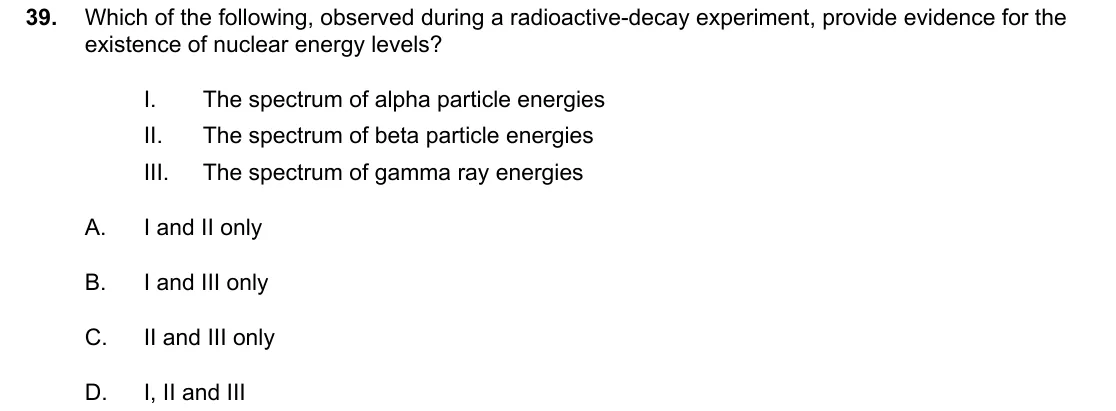 39. Which of the following, observed during a radioactive-decay experiment, provide evidence for the
existence of nuclear energy levels?
I. The spectrum of alpha particle energies
II. The spectrum of beta particle energies
III. The spectrum of gamma ray energies
A. I and II only
B. I and III only
C. II and III only
D. I, II and III